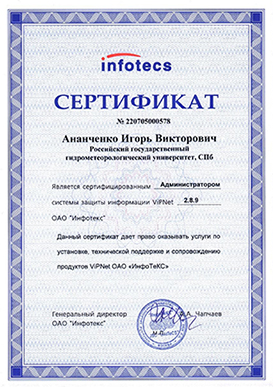 infotecs
СЕРТИФИКАТ
№ 220705000578
Ананченко Игорь Викторович
Российский государственный
гидрометеорологический университет, СПб
Является сертифицированным Администратором
системы защиты информации ViPNet 2.8.9
ОАО "Инфотекс"
Данный сертификат дает право оказывать услуги по
установке, технической поддержке и сопровождению
продуктов ViPNet ОАО «ИнфоТеКС»
Генеральный директор А. Чапчаев
ОАО "Инфотекс"